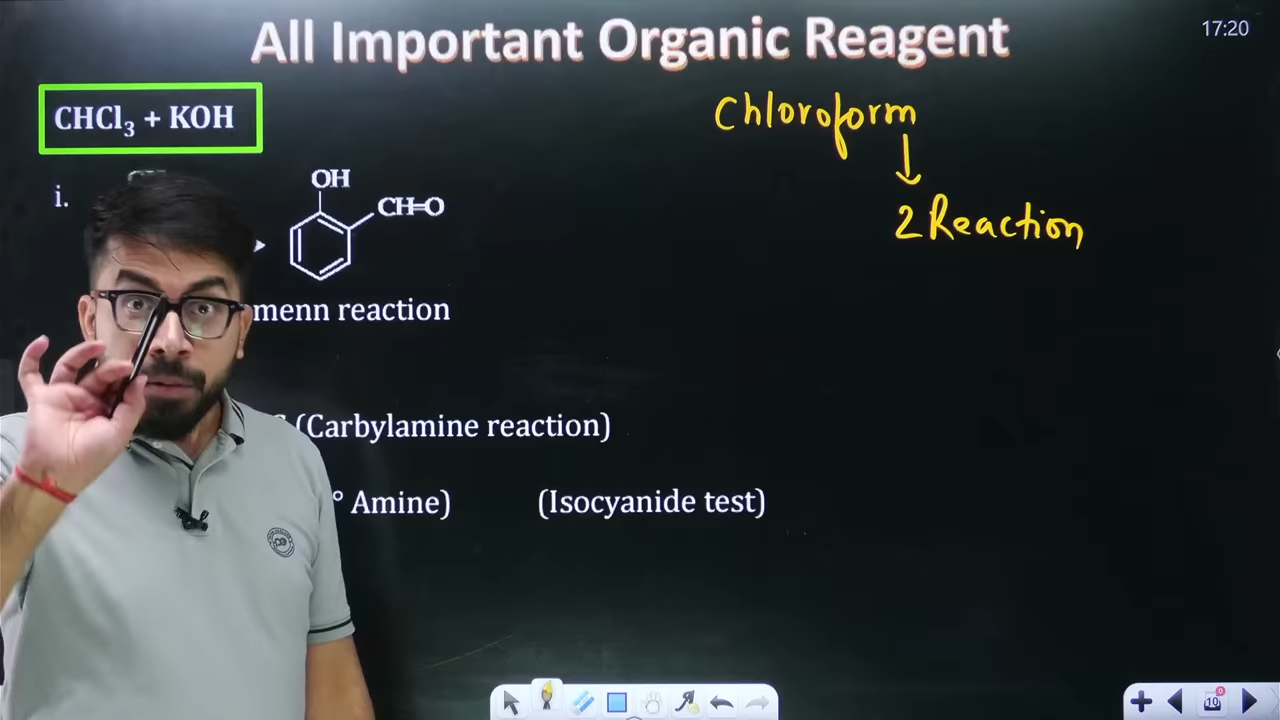 All Important Organic Reagent
17:20
CHCl₃ + KOH
Chloroform
2 Reaction
i.
OH
CH=O
menn reaction
(Carbylamine reaction)
° Amine)
(Isocyanide test)
10